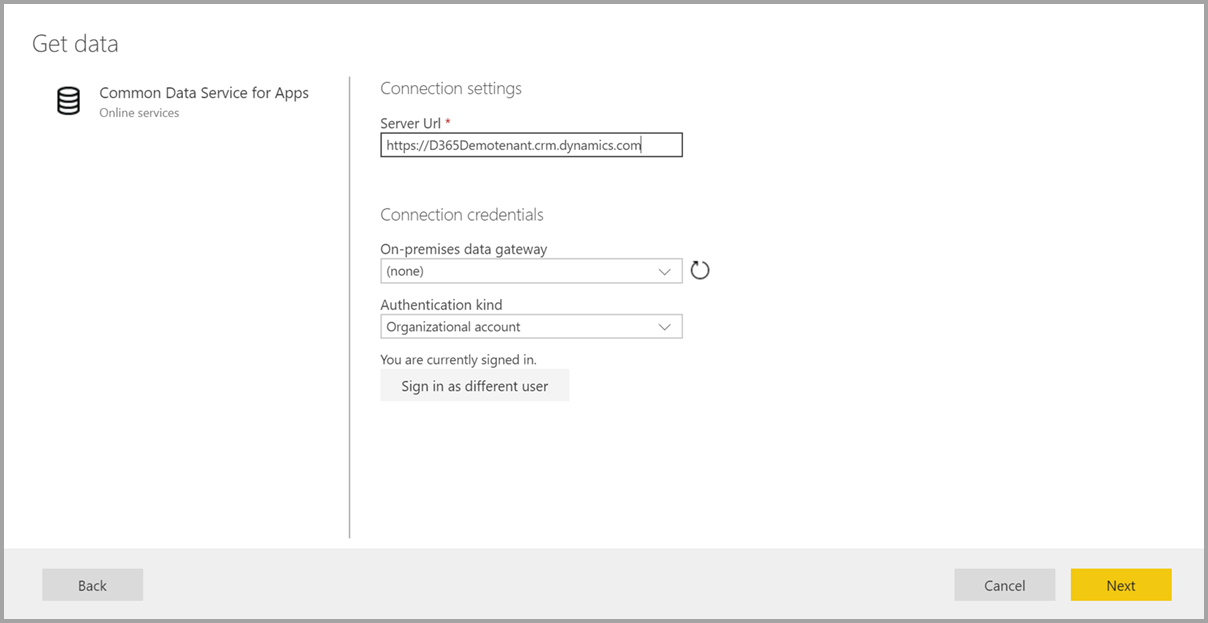 Get data
Common Data Service for Apps
Online services
Connection settings
Server Url *
https://D365Demotenant.crm.dynamics.com
Connection credentials
On-premises data gateway
(none)
Authentication kind
Organizational account
You are currently signed in.
Sign in as different user
Back
Cancel
Next